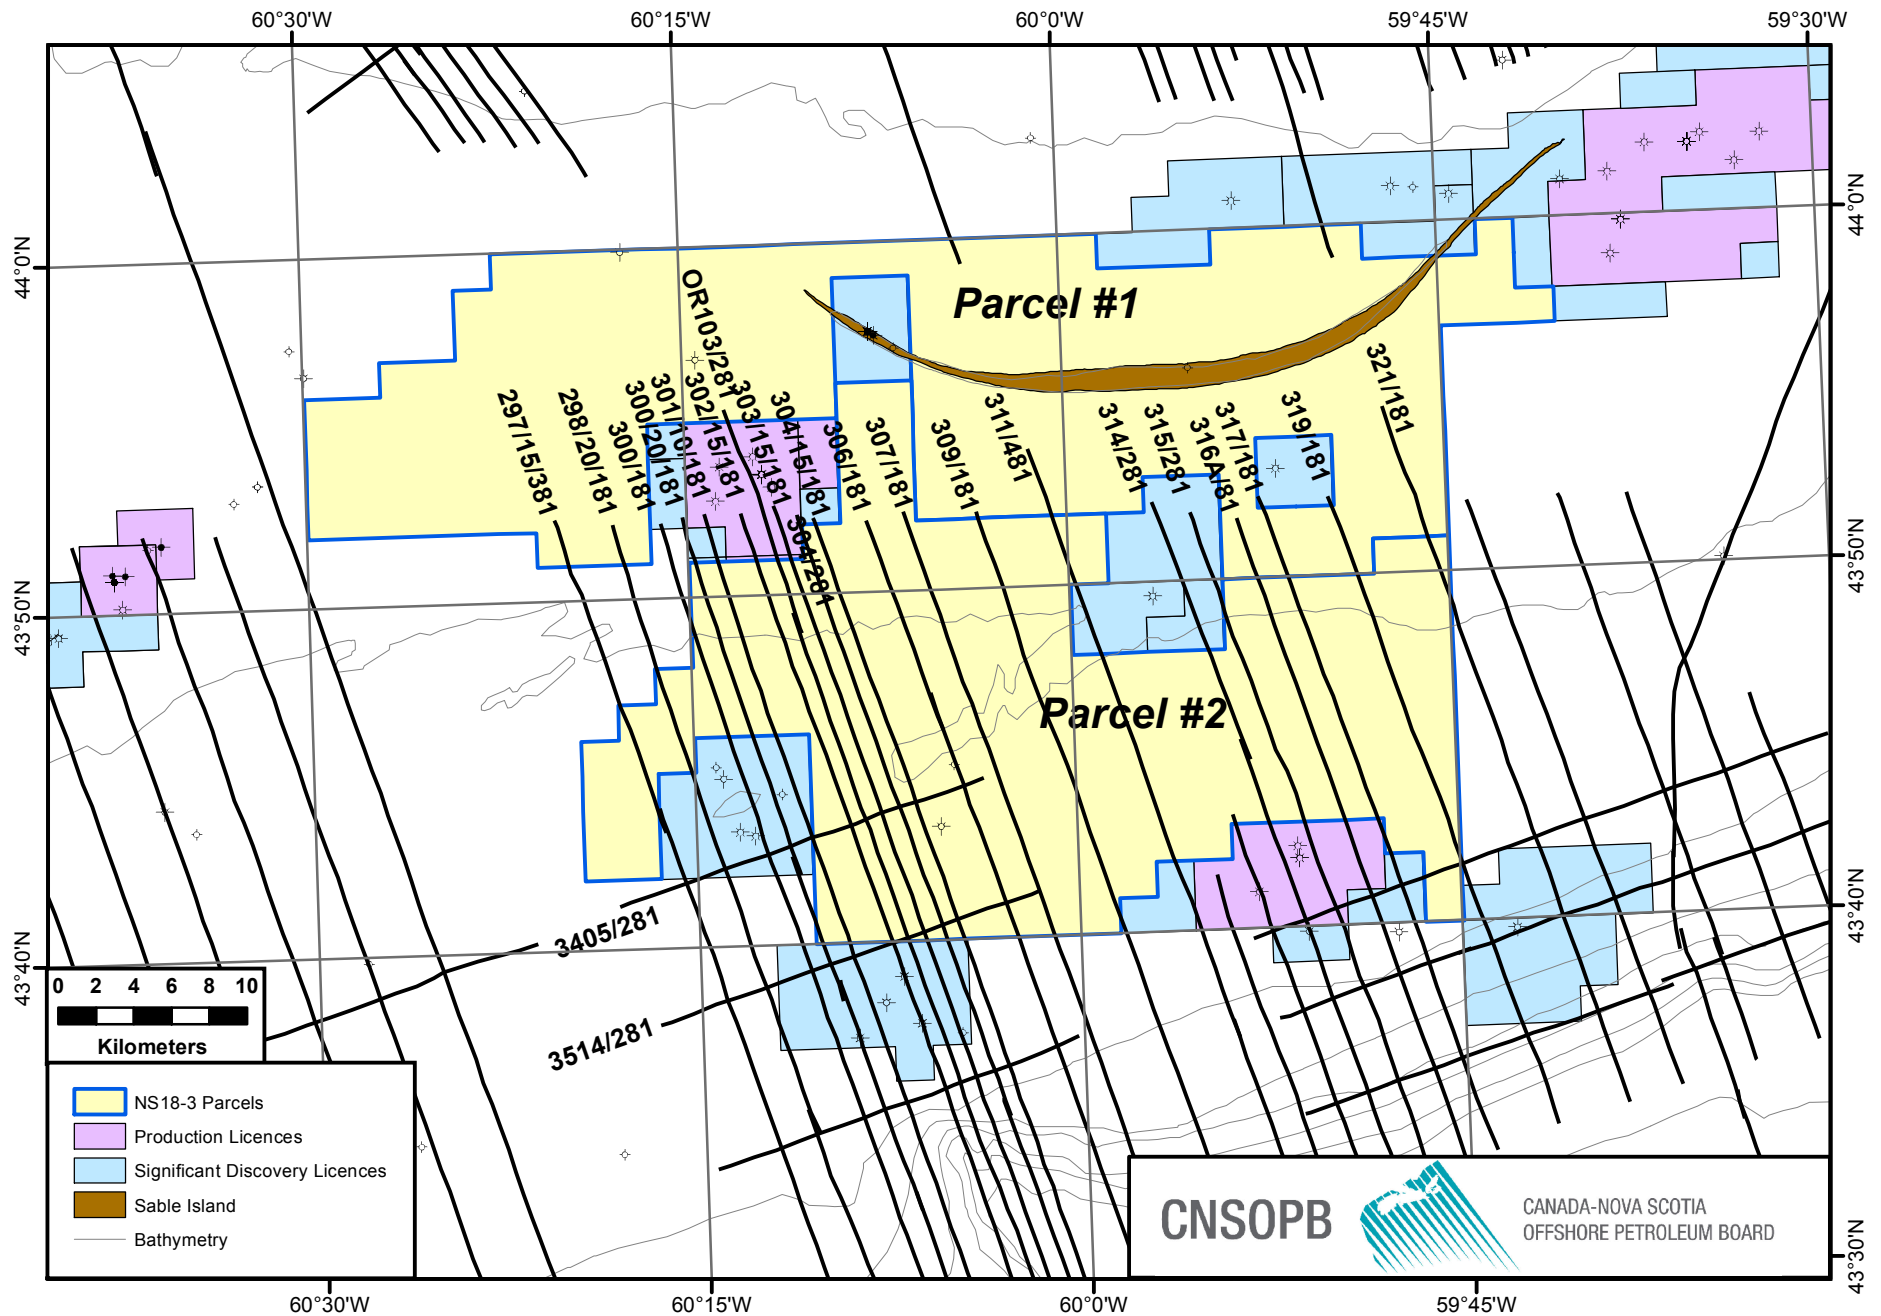 60°30'W
60°15'W
60°0'W
59°45'W
59°30'W
44°0'N
44°0'N
Parcel #1
OR103/281
297/15/381
298/20/181
300/181
300/20/181
301/10/181
302/15/181
303/15/181
304/15/181
304/281
306/181
307/181
309/181
311/481
314/281
315/281
316A/81
317/181
319/181
321/181
43°50'N
43°50'N
Parcel #2
43°40'N
43°40'N
3405/281
3514/281
0 2 4 6 8 10
Kilometers
NS18-3 Parcels
Production Licences
Significant Discovery Licences
Sable Island
Bathymetry
CNSOPB
CANADA-NOVA SCOTIA
OFFSHORE PETROLEUM BOARD
43°30'N
60°30'W
60°15'W
60°0'W
59°45'W